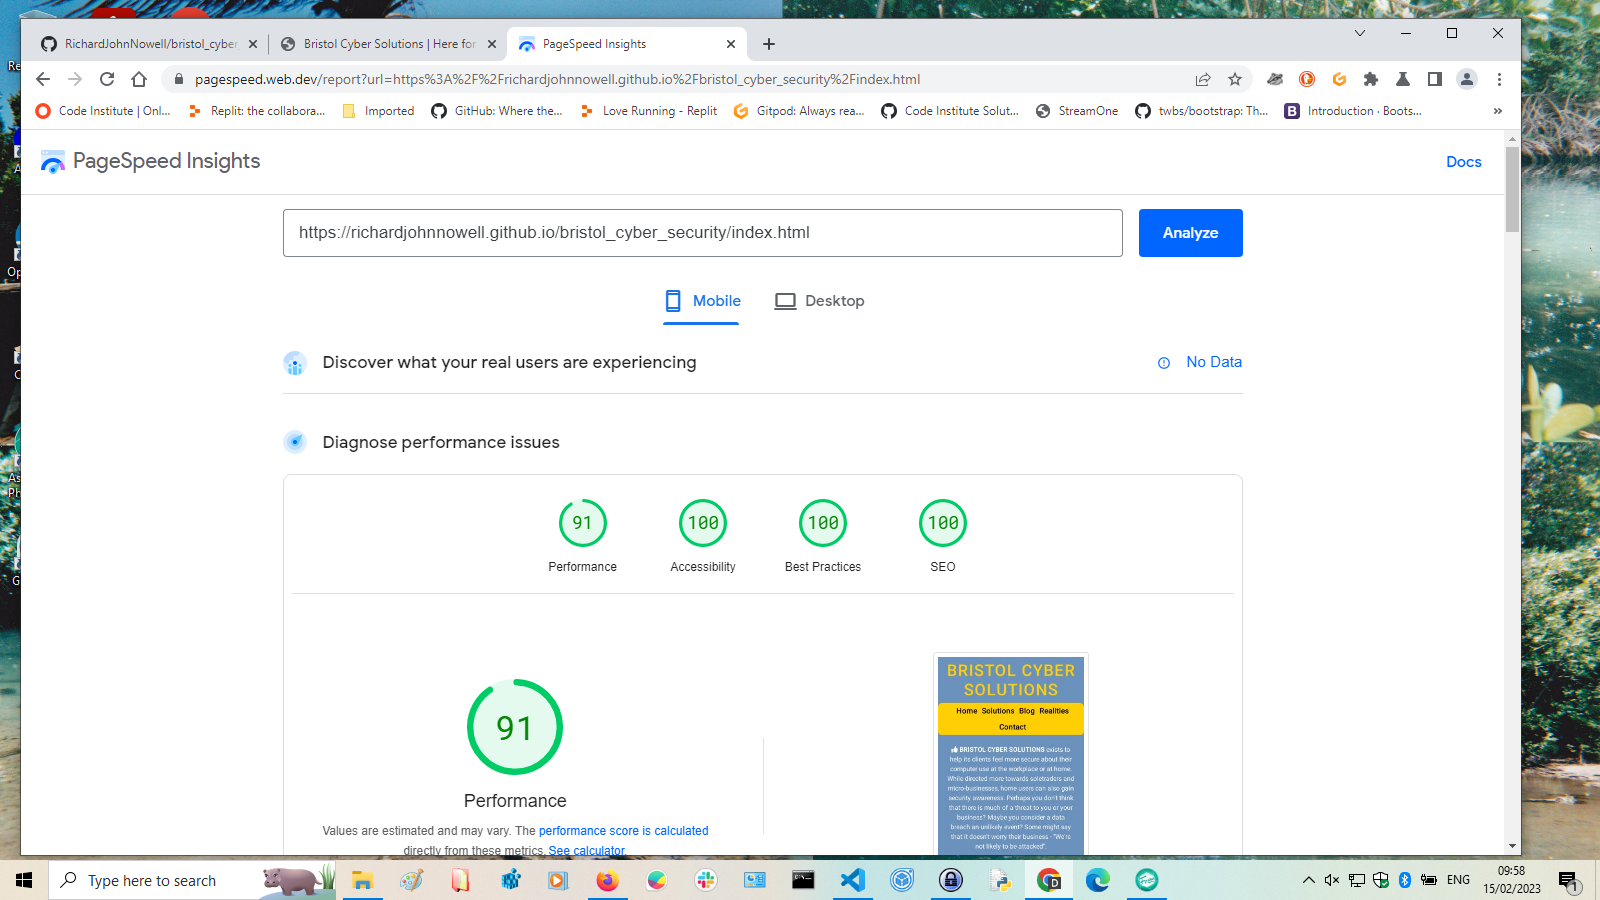 RichardJohnNowell/bristol_cyber
Bristol Cyber Solutions | Here for
PageSpeed Insights
pagespeed.web.dev/report?url=https%3A%2F%2Frichardjohnnowell.github.io%2Fbristol_cyber_security%2Findex.html
Code Institute | Onl...
Replit: the collabora...
Imported
GitHub: Where the...
Love Running - Replit
Gitpod: Always rea...
Code Institute Solut...
StreamOne
twbs/bootstrap: Th...
Introduction · Boots...
»
PageSpeed Insights
Docs
https://richardjohnnowell.github.io/bristol_cyber_security/index.html
Analyze
Mobile
Desktop
Discover what your real users are experiencing
No Data
Diagnose performance issues
91
100
100
100
Performance
Accessibility
Best Practices
SEO
91
Performance
Values are estimated and may vary. The performance score is calculated
directly from these metrics. See calculator.
BRISTOL CYBER
SOLUTIONS
Home Solutions Blog Realities
Contact
BRISTOL CYBER SOLUTIONS exists to
help its clients feel more secure about their
computer use at the workplace or at home.
While directed more towards soletraders and
micro-businesses, home users can also gain
security awareness. Perhaps you don't think
that there is much of a threat to you or your
business? Maybe you consider a data
breach an unlikely event? Some might say
that it doesn't worry their business - "We're
not likely to be attacked".
Type here to search
ENG
09:58
15/02/2023
1